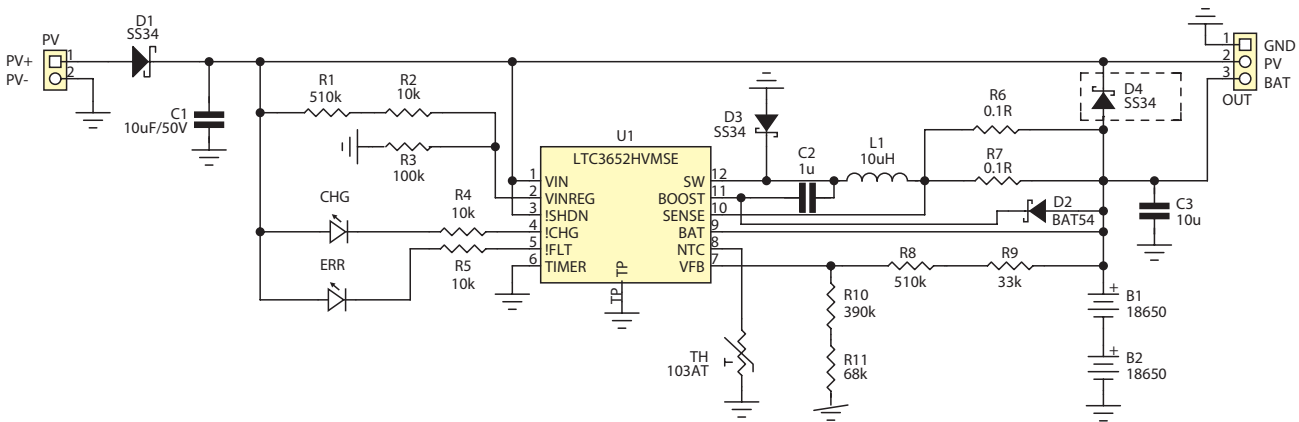 PV
PV+
PV-
1
2
D1
SS34
C1
10uF/50V
R1
510k
R2
10k
R3
100k
CHG
R4
10k
ERR
R5
10k
U1
LTC3652HVMSE
1 VIN
2 VINREG
3 !SHDN
4 !CHG
5 !FLT
6 TIMER
TP
TP
SW 12
BOOST 11
SENSE 10
BAT 9
NTC 8
VFB 7
D3
SS34
C2
1u
L1
10uH
R6
0.1R
R7
0.1R
D4
SS34
D2
BAT54
C3
10u
R8
510k
R9
33k
R10
390k
R11
68k
TH
103AT
T
B1
18650
B2
18650
+
+
1 GND
2 PV
3 BAT
OUT